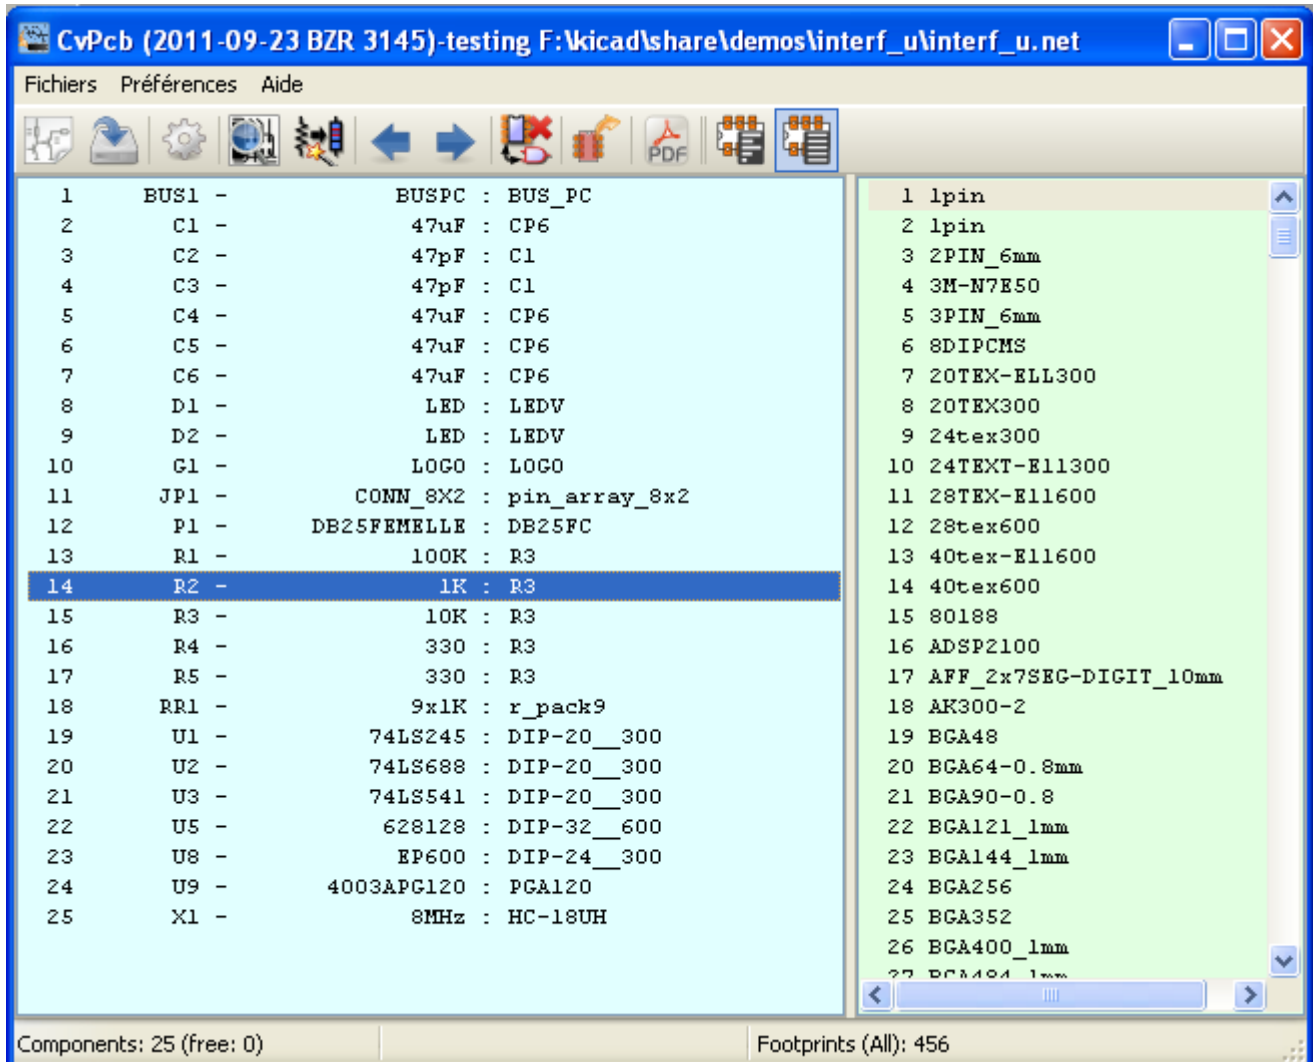 CvPcb (2011-09-23 BZR 3145)-testing F:\kicad\share\demos\interf_u\interf_u.net
Fichiers Préférences Aide
PDF
1 BUS1 - BUSPC : BUS_PC
2 C1 - 47uF : CP6
3 C2 - 47pF : C1
4 C3 - 47pF : C1
5 C4 - 47uF : CP6
6 C5 - 47uF : CP6
7 C6 - 47uF : CP6
8 D1 - LED : LEDV
9 D2 - LED : LEDV
10 G1 - LOGO : LOGO
11 JP1 - CONN_8X2 : pin_array_8x2
12 P1 - DB25FEMELLE : DB25FC
13 R1 - 100K : R3
14 R2 - 1K : R3
15 R3 - 10K : R3
16 R4 - 330 : R3
17 R5 - 330 : R3
18 RR1 - 9x1K : r_pack9
19 U1 - 74LS245 : DIP-20__300
20 U2 - 74LS688 : DIP-20__300
21 U3 - 74LS541 : DIP-20__300
22 U5 - 628128 : DIP-32__600
23 U8 - EP600 : DIP-24__300
24 U9 - 4003APG120 : PGA120
25 X1 - 8MHz : HC-18UH
1 1pin
2 1pin
3 2PIN_6mm
4 3M-N7E50
5 3PIN_6mm
6 8DIPCMS
7 20TEX-ELL300
8 20TEX300
9 24tex300
10 24TEXT-Ell300
11 28TEX-Ell600
12 28tex600
13 40tex-Ell600
14 40tex600
15 80188
16 ADSP2100
17 AFF_2x7SEG-DIGIT_10mm
18 AK300-2
19 BGA48
20 BGA64-0.8mm
21 BGA90-0.8
22 BGA121_1mm
23 BGA144_1mm
24 BGA256
25 BGA352
26 BGA400_1mm
27 BGA484_1mm
Components: 25 (free: 0)
Footprints (All): 456